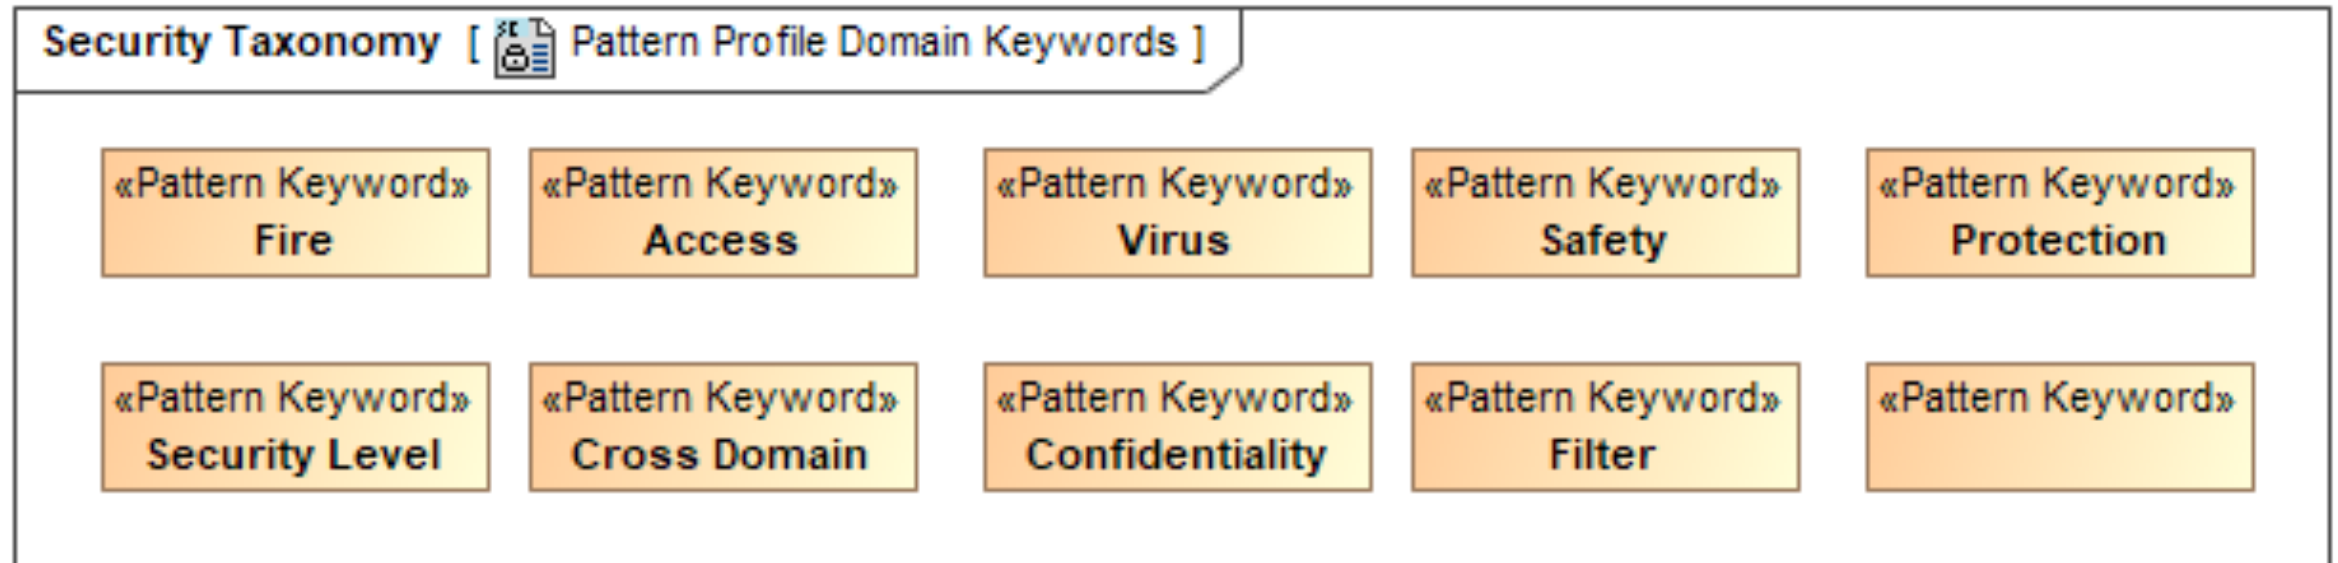 Security Taxonomy [ Pattern Profile Domain Keywords ]
«Pattern Keyword» «Pattern Keyword» «Pattern Keyword» «Pattern Keyword» «Pattern Keyword»
Fire Access Virus Safety Protection
«Pattern Keyword» «Pattern Keyword» «Pattern Keyword» «Pattern Keyword» «Pattern Keyword»
Security Level Cross Domain Confidentiality Filter